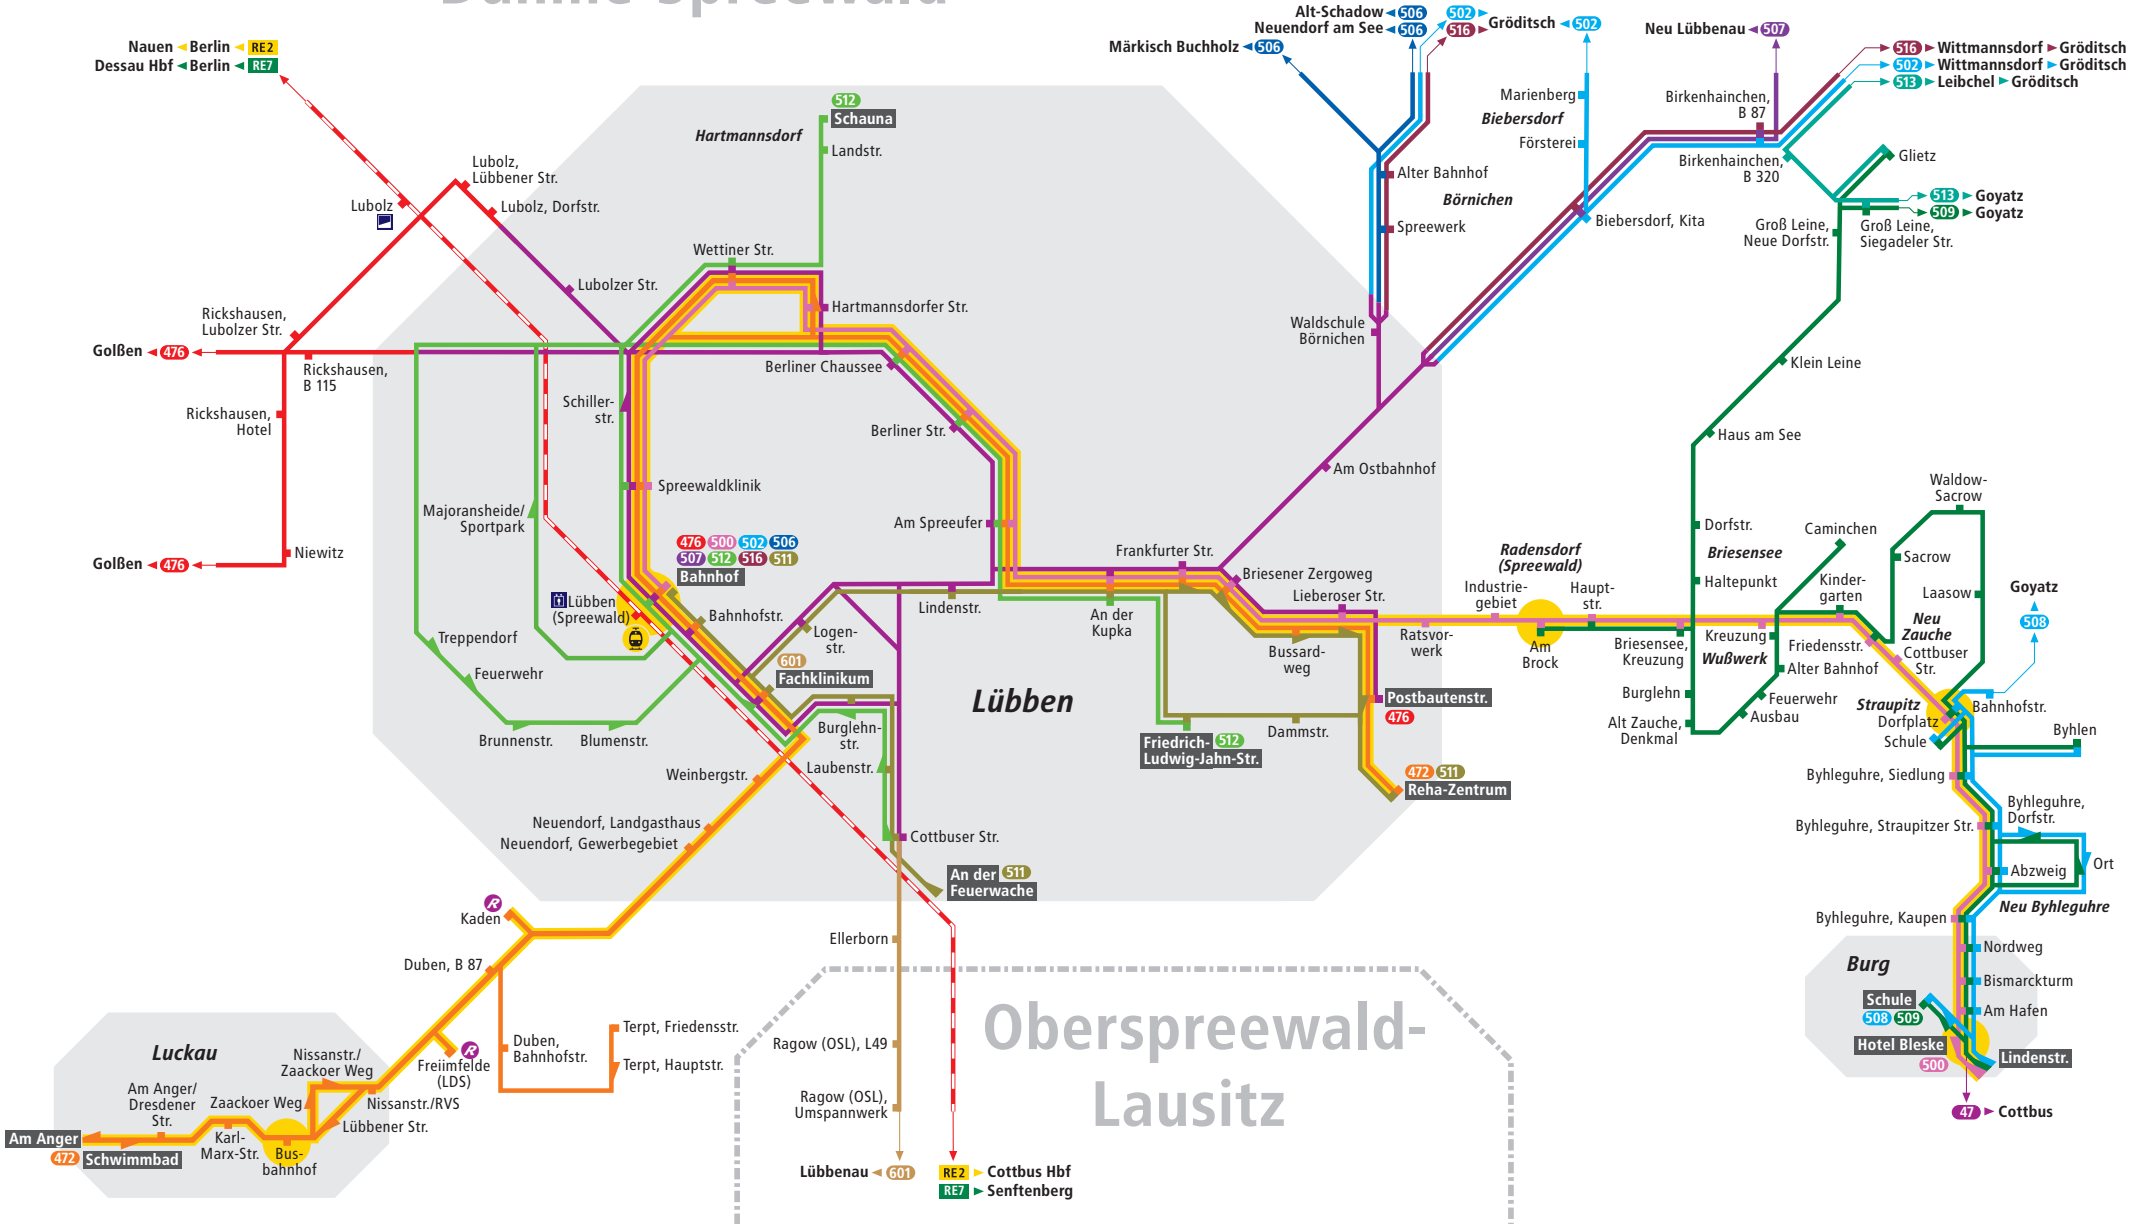 Nauen Berlin RE2
Dessau Hbf Berlin RE7
Alt-Schadow 506
Neuendorf am See 506
Märkisch Buchholz 506
502
516
Gröditsch 502
Neu Lübbenau 507
516 Wittmannsdorf Gröditsch
502 Wittmannsdorf Gröditsch
513 Leibchel Gröditsch
Marienberg
Biebersdorf
Försterei
Birkenhainchen,
B 87
Birkenhainchen,
B 320
Glietz
513 Goyatz
509 Goyatz
Groß Leine,
Neue Dorfstr.
Groß Leine,
Siegadeler Str.
Biebersdorf, Kita
512
Schauna
Hartmannsdorf
Landstr.
Lubolz,
Lübbener Str.
Lubolz
Lubolz, Dorfstr.
Alter Bahnhof
Börnichen
Spreewerk
Wettiner Str.
Lubolzer Str.
Hartmannsdorfer Str.
Waldschule
Börnichen
Rickshausen,
Lubolzer Str.
Golßen 476
Rickshausen,
B 115
Berliner Chaussee
Klein Leine
Rickshausen,
Hotel
Schiller-
str.
Berliner Str.
Haus am See
Am Ostbahnhof
Spreewaldklinik
Majoransheide/
Sportpark
Am Spreeufer
Waldow-
Sacrow
Dorfstr.
Briesensee
Haltepunkt
Caminchen
Sacrow
Laasow
Golßen 476
Niewitz
476 500 502 506
507 512 516 511
Bahnhof
Lübben
(Spreewald)
Bahnhofstr.
Lindenstr.
Frankfurter Str.
Briesener Zergoweg
Lieberoser Str.
An der
Kupka
Radensdorf
(Spreewald)
Industrie-
gebiet
Haupt-
str.
Kinder-
garten
Goyatz
508
Treppendorf
Feuerwehr
Logen-
str.
601
Fachklinikum
Bussard-
weg
Ratsvor-
werk
Am
Brock
Briesensee,
Kreuzung
Kreuzung
Wußwerk
Friedensstr.
Neu
Zauche
Cottbuser
Str.
Alter Bahnhof
Burglehn
Feuerwehr
Ausbau
Alt Zauche,
Denkmal
Straupitz
Dorfplatz
Schule
Bahnhofstr.
Byhlen
Lübben
Postbautenstr.
476
Brunnenstr.
Blumenstr.
Burglehn-
str.
Dammstr.
Friedrich- 512
Ludwig-Jahn-Str.
Weinbergstr.
Laubenstr.
472 511
Reha-Zentrum
Byhleguhre, Siedlung
Byhleguhre,
Dorfstr.
Byhleguhre, Straupitzer Str.
Neuendorf, Landgasthaus
Neuendorf, Gewerbegebiet
Cottbuser Str.
Ort
Abzweig
An der 511
Feuerwache
Neu Byhleguhre
Byhleguhre, Kaupen
R
Kaden
Ellerborn
Nordweg
Burg
Bismarckturm
Duben, B 87
Schule
508 509
Am Hafen
Oberspreewald-
Lausitz
Terpt, Friedensstr.
Duben,
Bahnhofstr.
Terpt, Hauptstr.
Ragow (OSL), L49
Hotel Bleske
500
Lindenstr.
R
Freiimfelde
(LDS)
Luckau
Nissanstr./
Zaackoer Weg
Am Anger/
Dresdener
Str.
Zaackoer Weg
Nissanstr./RVS
Lübbener Str.
Ragow (OSL),
Umspannwerk
47 Cottbus
Am Anger
472 Schwimmbad
Karl-
Marx-Str.
Bus-
bahnhof
Lübbenau 601
RE2 Cottbus Hbf
RE7 Senftenberg